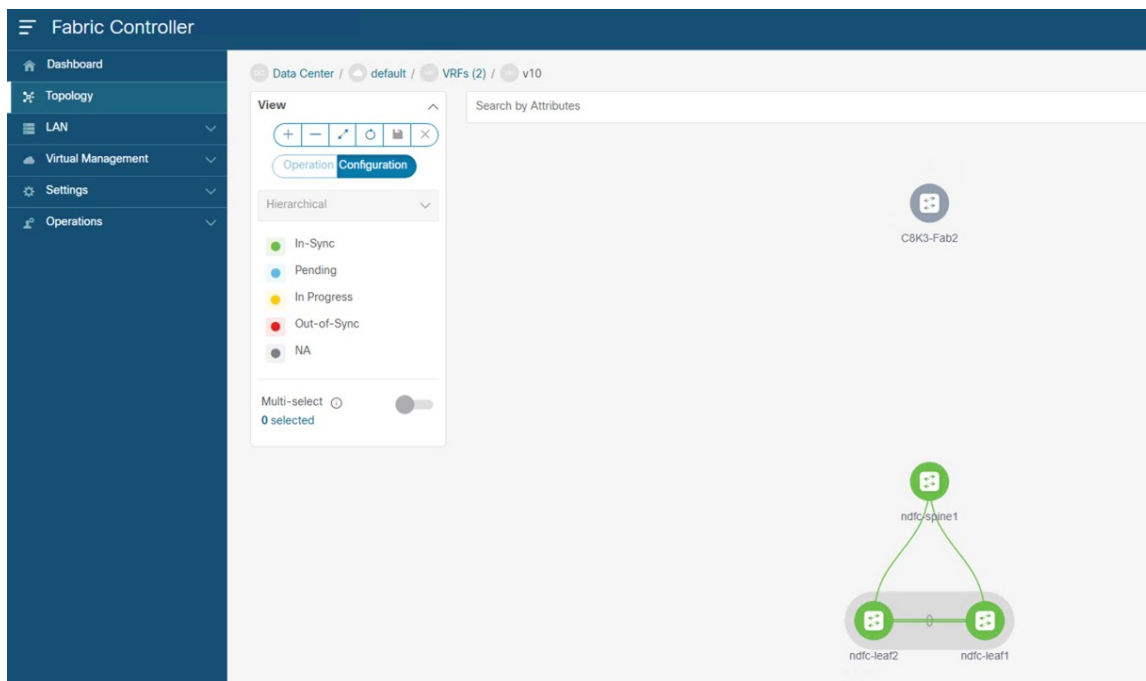 Fabric Controller
Dashboard
Topology
LAN
Virtual Management
Settings
Operations
Data Center / default / VRFs (2) / v10
View
Search by Attributes
Operation Configuration
Hierarchical
In-Sync
Pending
In Progress
Out-of-Sync
NA
Multi-select
0 selected
C8K3-Fab2
ndfc-spine1
ndfc-leaf2 ndfc-leaf1